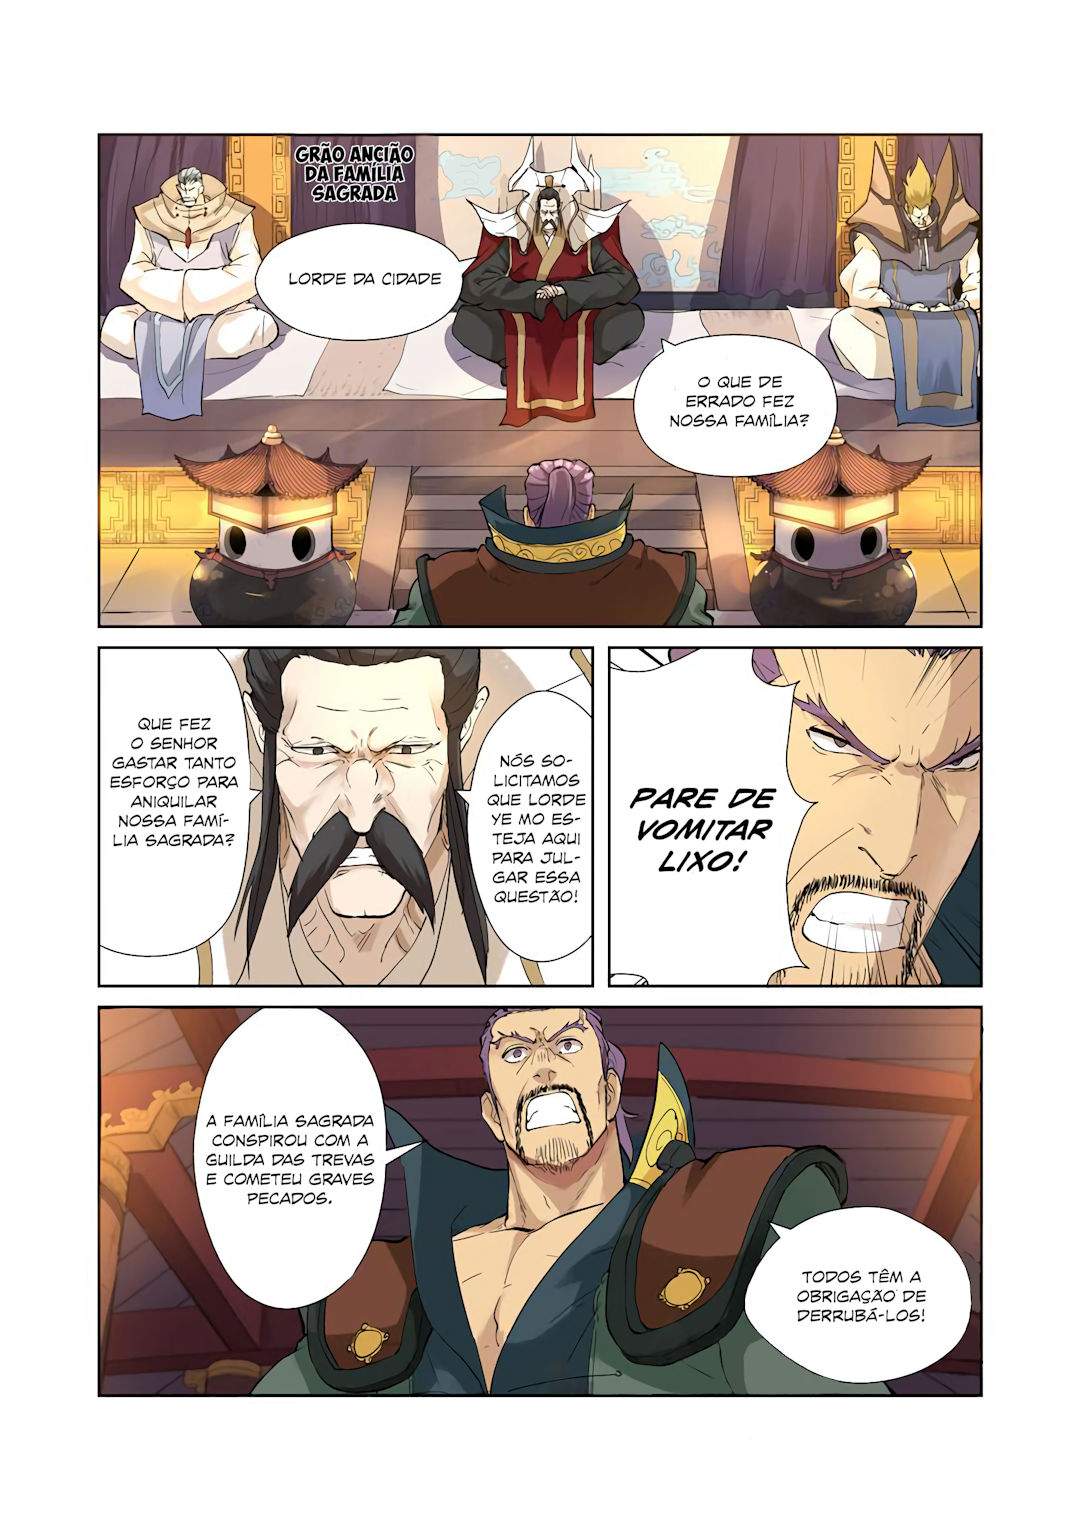 GRÃO ANCIÃO
DA FAMÍLIA
SAGRADA
LORDE DA CIDADE
O QUE DE
ERRADO FEZ
NOSSA FAMÍLIA?
QUE FEZ
O SENHOR
GASTAR TANTO
ESFORÇO PARA
ANIQUILAR
NOSSA FAMÍ-
LIA SAGRADA?
NÓS SO-
LICITAMOS
QUE LORDE
YE MO ES-
TEJA AQUI
PARA JUL-
GAR ESSA
QUESTÃO!
PARE DE
VOMITAR
LIXO!
A FAMÍLIA SAGRADA
CONSPIROU COM A
GUILDA DAS TREVAS
E COMETEU GRAVES
PECADOS.
TODOS TÊM A
OBRIGAÇÃO DE
DERRUBÁ-LOS!